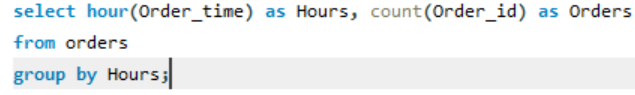 select hour(Order_time) as Hours, count(Order_id) as Orders
from orders
group by Hours;